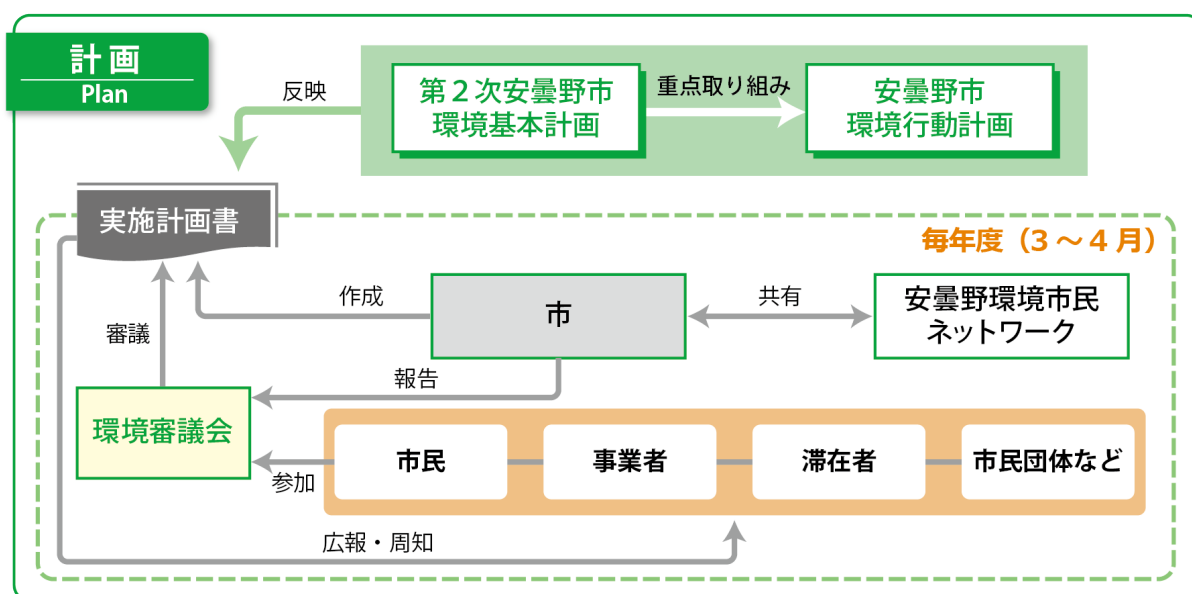 計画
Plan
反映
第２次安曇野市
環境基本計画
重点取り組み
安曇野市
環境行動計画
実施計画書
毎年度（３～４月）
作成
市
共有
安曇野環境市民
ネットワーク
審議
報告
環境審議会
参加
市民
事業者
滞在者
市民団体など
広報・周知